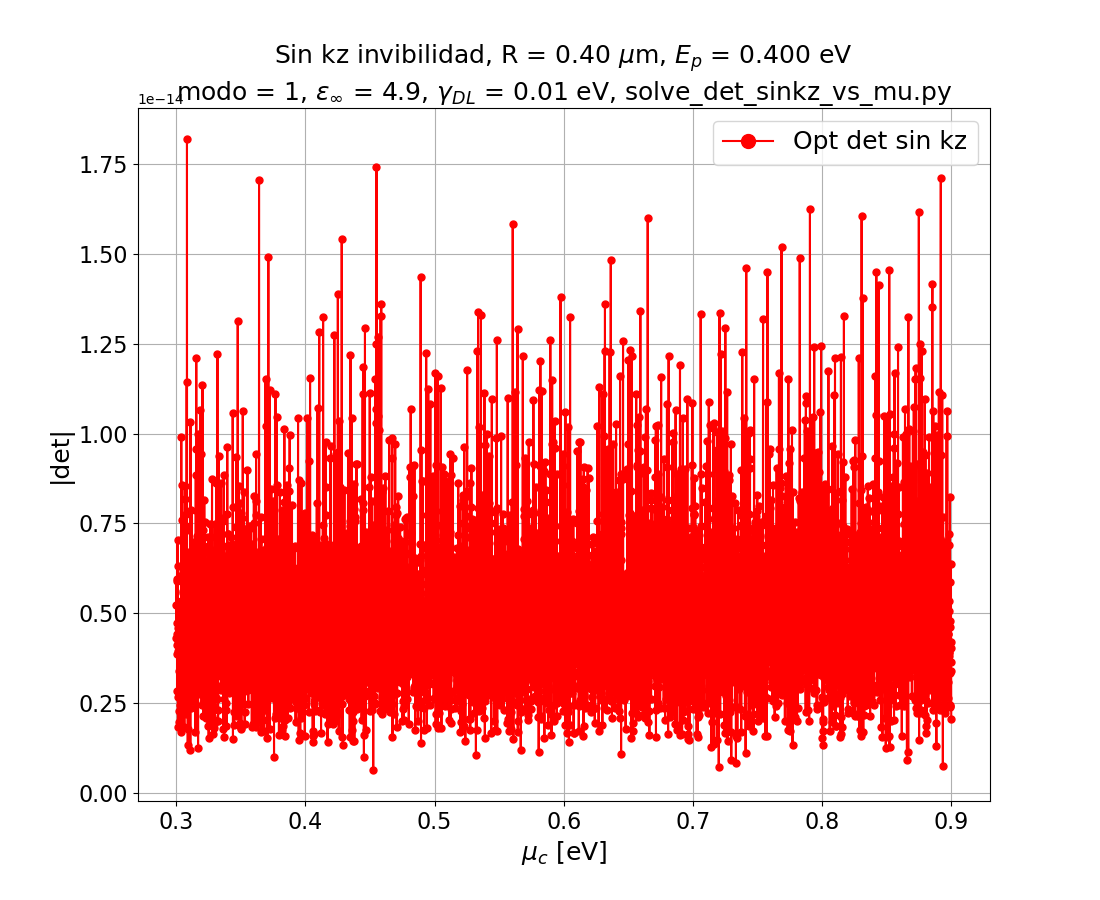 Sin kz invibilidad, R = 0.40 μm, E_p = 0.400 eV
modo = 1, ε_∞ = 4.9, γ_DL = 0.01 eV, solve_det_sinkz_vs_mu.py
1e−14
Opt det sin kz
1.75
1.50
1.25
1.00
0.75
0.50
0.25
0.00
|det|
0.3 0.4 0.5 0.6 0.7 0.8 0.9
μ_c [eV]